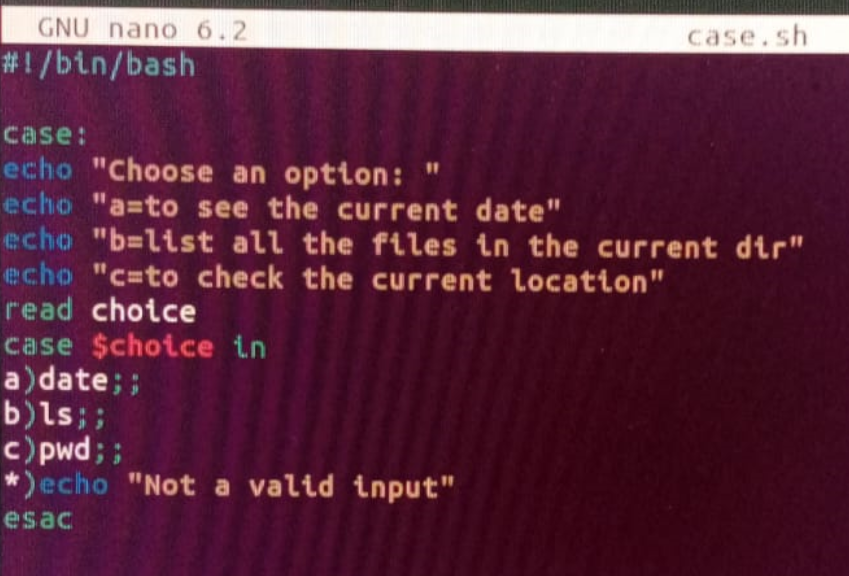 GNU nano 6.2 case.sh
#!/bin/bash
case:
echo "Choose an option: "
echo "a=to see the current date"
echo "b=list all the files in the current dir"
echo "c=to check the current location"
read choice
case $choice in
a)date;;
b)ls;;
c)pwd;;
*)echo "Not a valid input"
esac